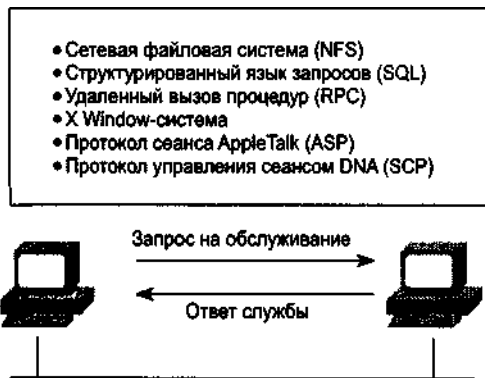 • Сетевая файловая система (NFS)
• Структурированный язык запросов (SQL)
• Удаленный вызов процедур (RPC)
• X Window-система
• Протокол сеанса AppleTalk (ASP)
• Протокол управления сеансом DNA (SCP)
Запрос на обслуживание
Ответ службы